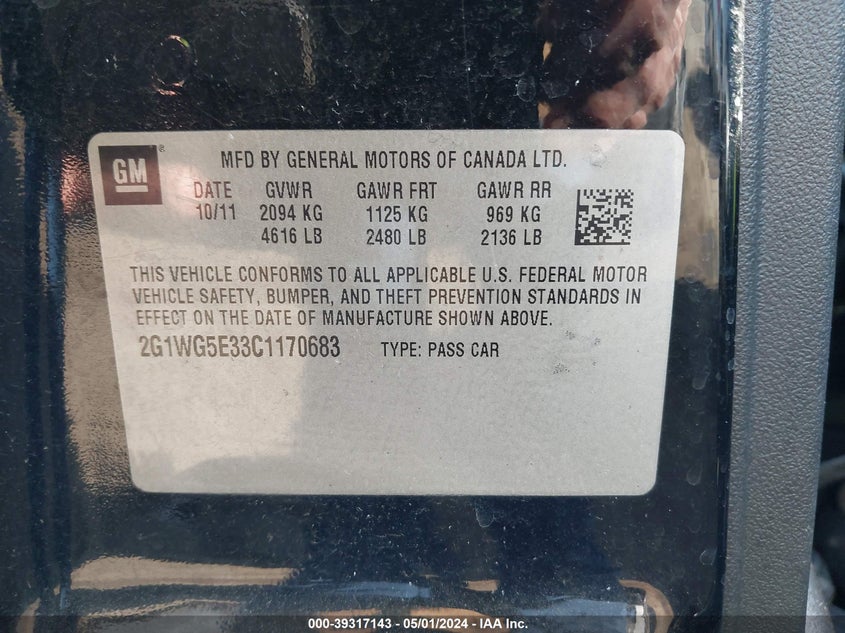 GM
MFD BY GENERAL MOTORS OF CANADA LTD.
DATE GVWR GAWR FRT GAWR RR
10/11 2094 KG 1125 KG 969 KG
4616 LB 2480 LB 2136 LB
THIS VEHICLE CONFORMS TO ALL APPLICABLE U.S. FEDERAL MOTOR
VEHICLE SAFETY, BUMPER, AND THEFT PREVENTION STANDARDS IN
EFFECT ON THE DATE OF MANUFACTURE SHOWN ABOVE.
2G1WG5E33C1170683 TYPE: PASS CAR
000-39317143 - 05/01/2024 - IAA Inc.